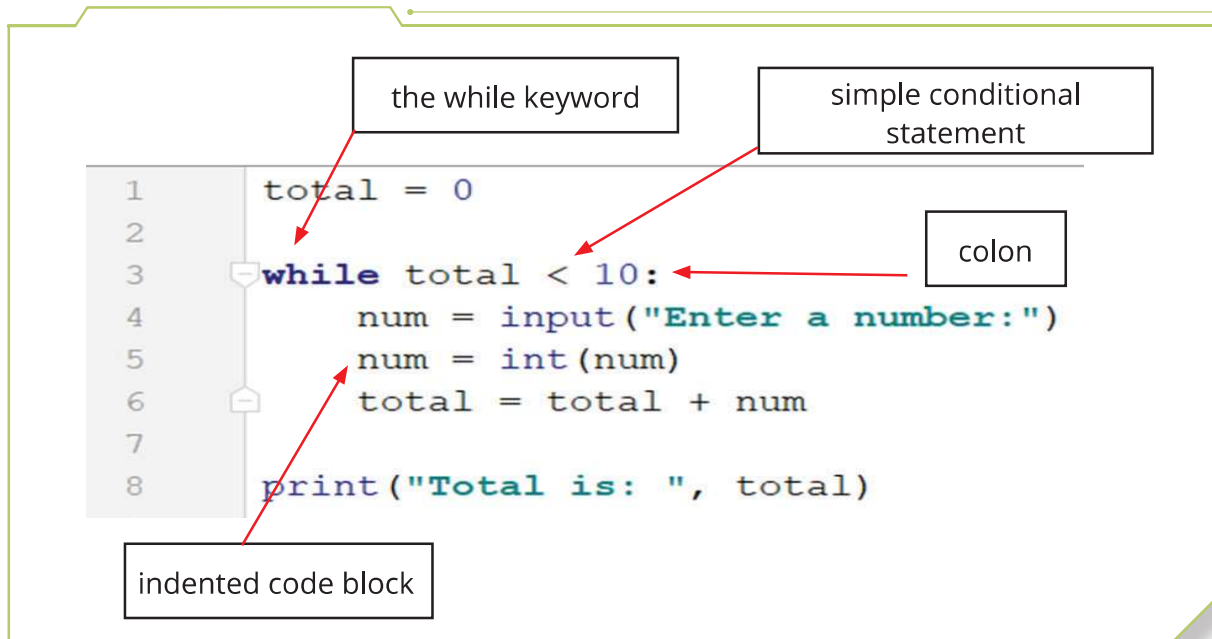 the while keyword
simple conditional
statement
colon
1 total = 0
2
3 while total < 10:
4     num = input("Enter a number:")
5     num = int(num)
6     total = total + num
7
8 print("Total is: ", total)
indented code block